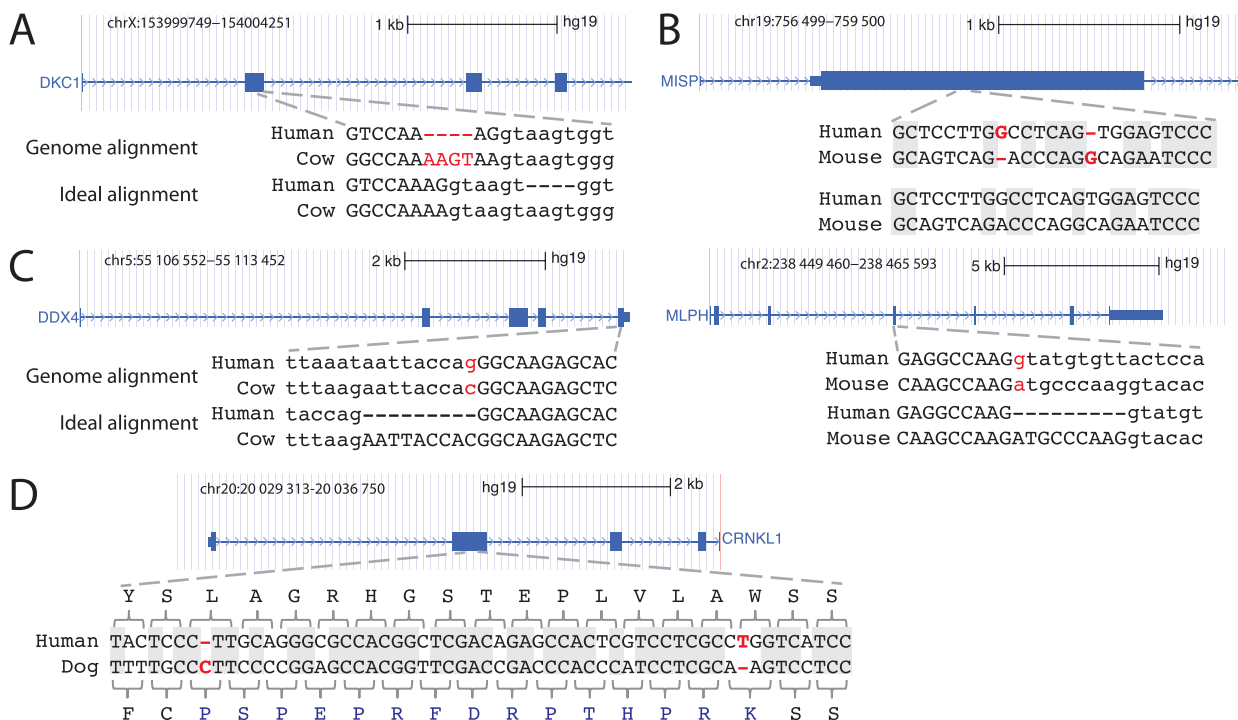 A
chrX:153999749–154004251 1 kb hg19
DKC1
Genome alignment
Human GTCCAA----AGgtaagtggt
Cow GGCCAAAAGTAAgtaagtggg
Ideal alignment
Human GTCCAAAGgtaagt----ggt
Cow GGCCAAAAgtaagtaagtggg
B
chr19:756 499–759 500 1 kb hg19
MISP
Human GCTCCTTGGCCTCAG-TGGAGTCCC
Mouse GCAGTCAG-ACCCAGGCAGAATCCC
Human GCTCCTTGGCCTCAGTGGAGTCCC
Mouse GCAGTCAGACCCAGGCAGAATCCC
C
chr5:55 106 552–55 113 452 2 kb hg19
DDX4
Genome alignment
Human ttaaataattaccagGGCAAGAGCAC
Cow tttaagaattaccacCGGCAAGAGCTC
Ideal alignment
Human taccag---------GGCAAGAGCAC
Cow tttaagAATTACCACGGCAAGAGCTC
chr2:238 449 460–238 465 593 5 kb hg19
MLPH
Human GAGGCCAAGgtatgtgttactcca
Mouse CAAGCCAAGatgcccaaggtacac
Human GAGGCCAAG---------gtatgt
Mouse CAAGCCAAGATGCCCAAGgtacac
D
chr20:20 029 313-20 036 750 hg19 2 kb
CRNKL1
Y S L A G R H G S T E P L V L A W S S
Human TACTCCC-TTGCAGGGCGCCACGGCTCGACAGAGCCACTCGTCCTCGCCTGGTCATCC
Dog TTTTGCCCTTCCCCGGAGCCACGGTTCGACCGACCCACCCATCCTCGCA-AGTCCTCC
F C P S P E P R F D R P T H P R K S S